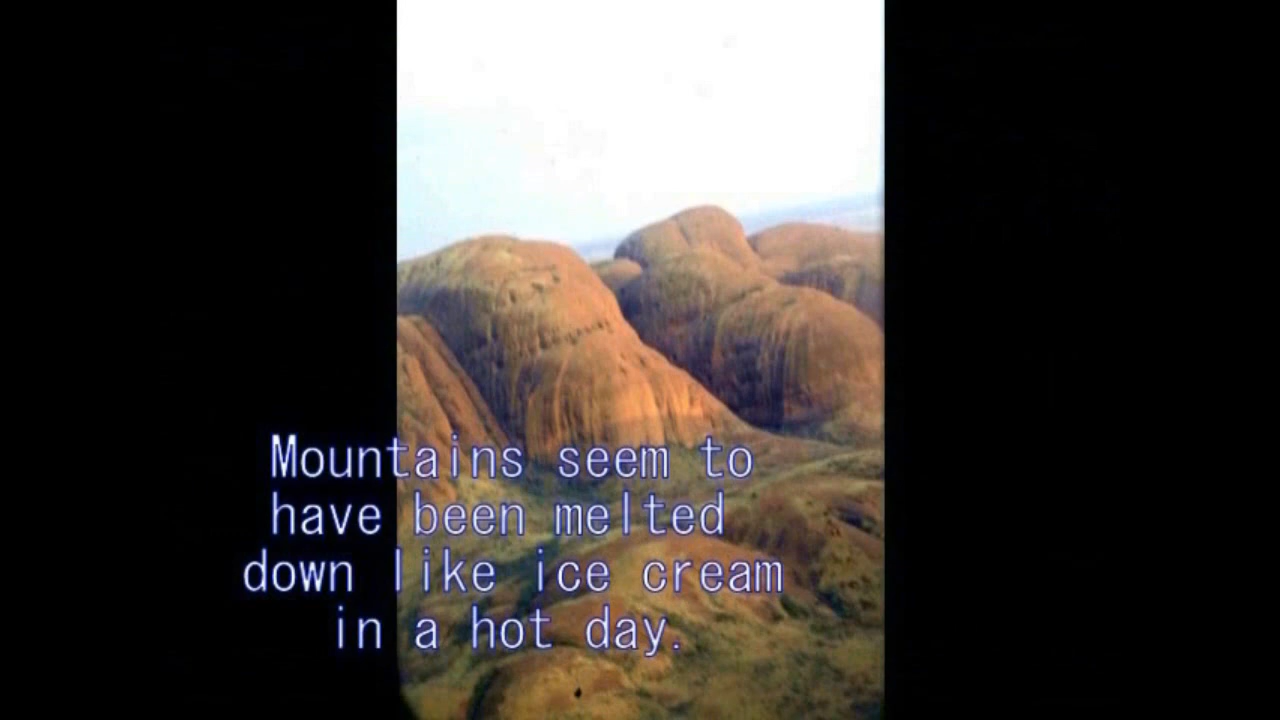 Mountains seem to
have been melted
down like ice cream
in a hot day.